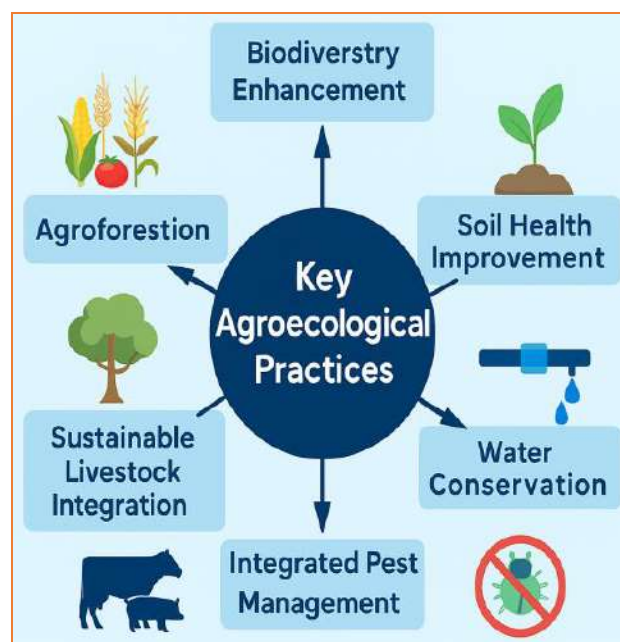 Biodiverstry
Enhancement
Agroforestion
Soil Health
Improvement
Key
Agroecological
Practices
Sustainable
Livestock
Integration
Water
Conservation
Integrated Pest
Management